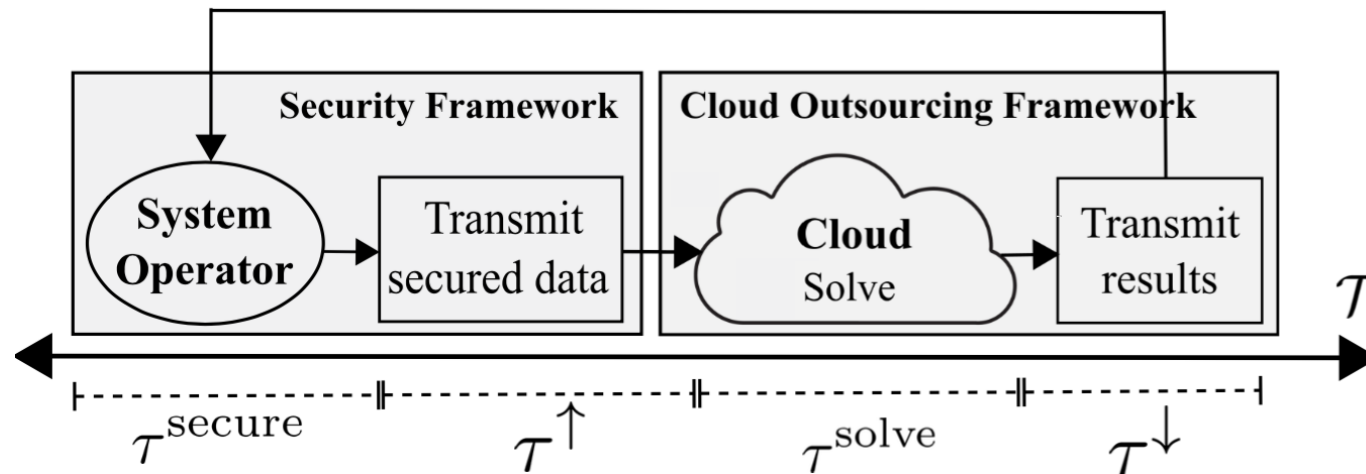 Security Framework
Cloud Outsourcing Framework
System
Operator
Transmit
secured data
Cloud
Solve
Transmit
results
𝒯
τ^secure
τ^↑
τ^solve
τ^↓